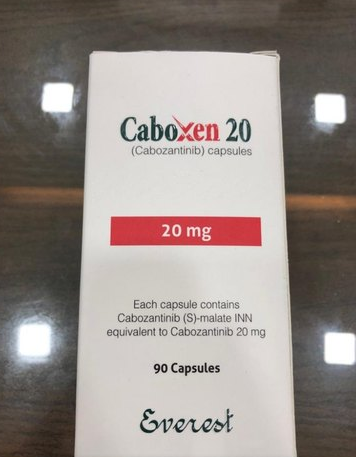 Caboxen 20
(Cabozantinib) capsules
20 mg
Each capsule contains
Cabozantinib (S)-malate INN
equivalent to Cabozantinib 20 mg
90 Capsules
Everest